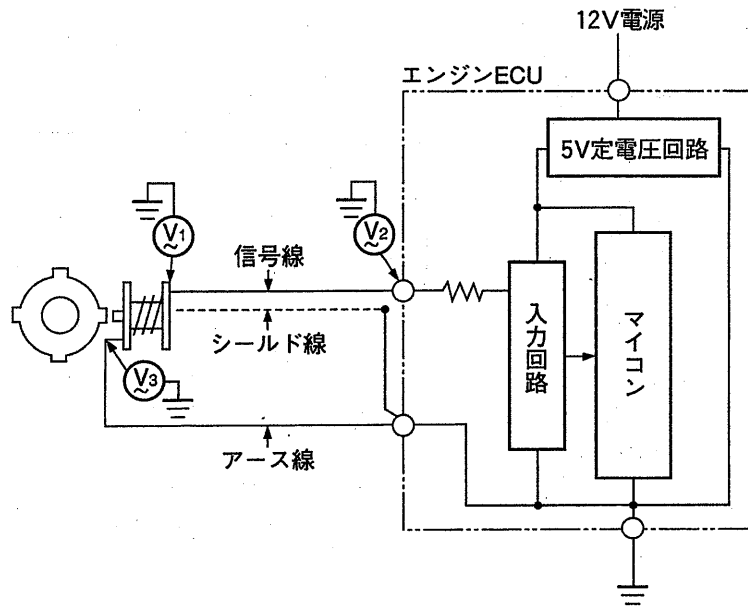 12V電源
エンジンECU
5V定電圧回路
V1
V2
信号線
シールド線
入力回路
マイコン
V3
アース線